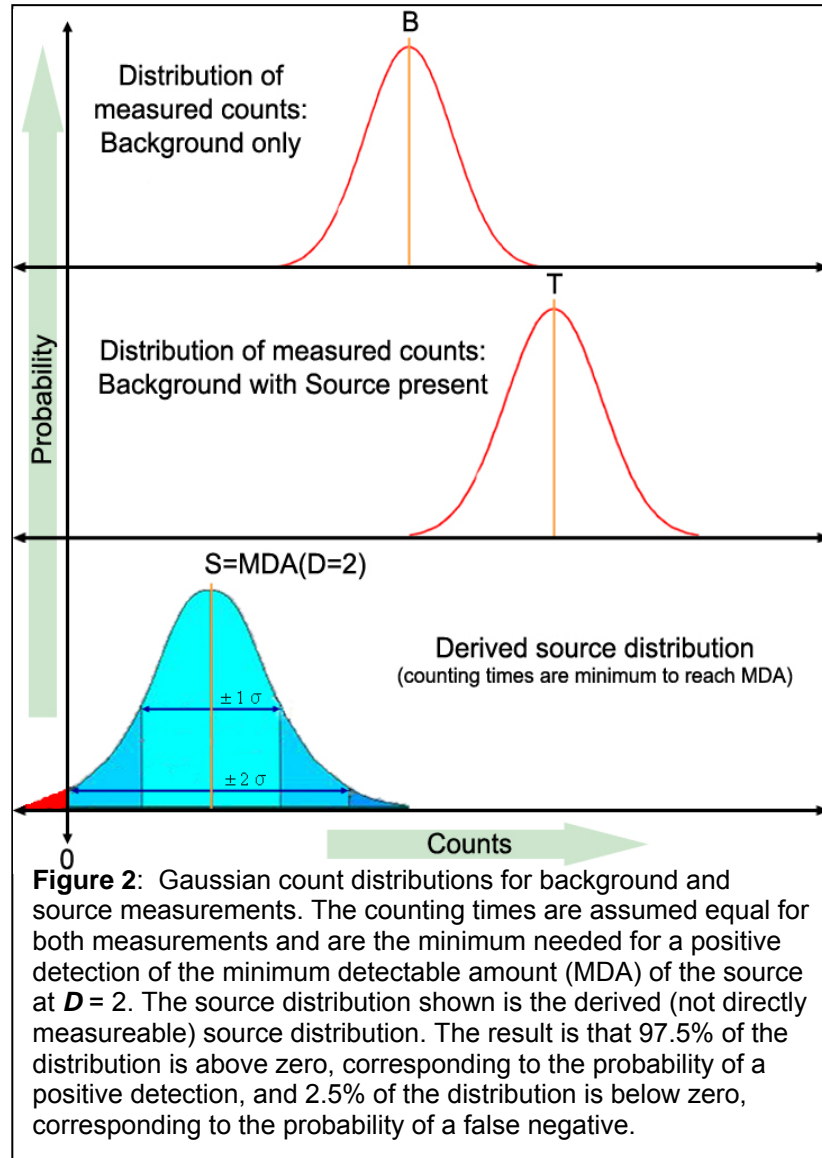 B
Distribution of
measured counts:
Background only
T
Distribution of measured counts:
Background with Source present
Probability
S=MDA(D=2)
Derived source distribution
(counting times are minimum to reach MDA)
± 1 σ
± 2 σ
Counts
0
Figure 2: Gaussian count distributions for background and
source measurements. The counting times are assumed equal for
both measurements and are the minimum needed for a positive
detection of the minimum detectable amount (MDA) of the source
at D = 2. The source distribution shown is the derived (not directly
measureable) source distribution. The result is that 97.5% of the
distribution is above zero, corresponding to the probability of a
positive detection, and 2.5% of the distribution is below zero,
corresponding to the probability of a false negative.